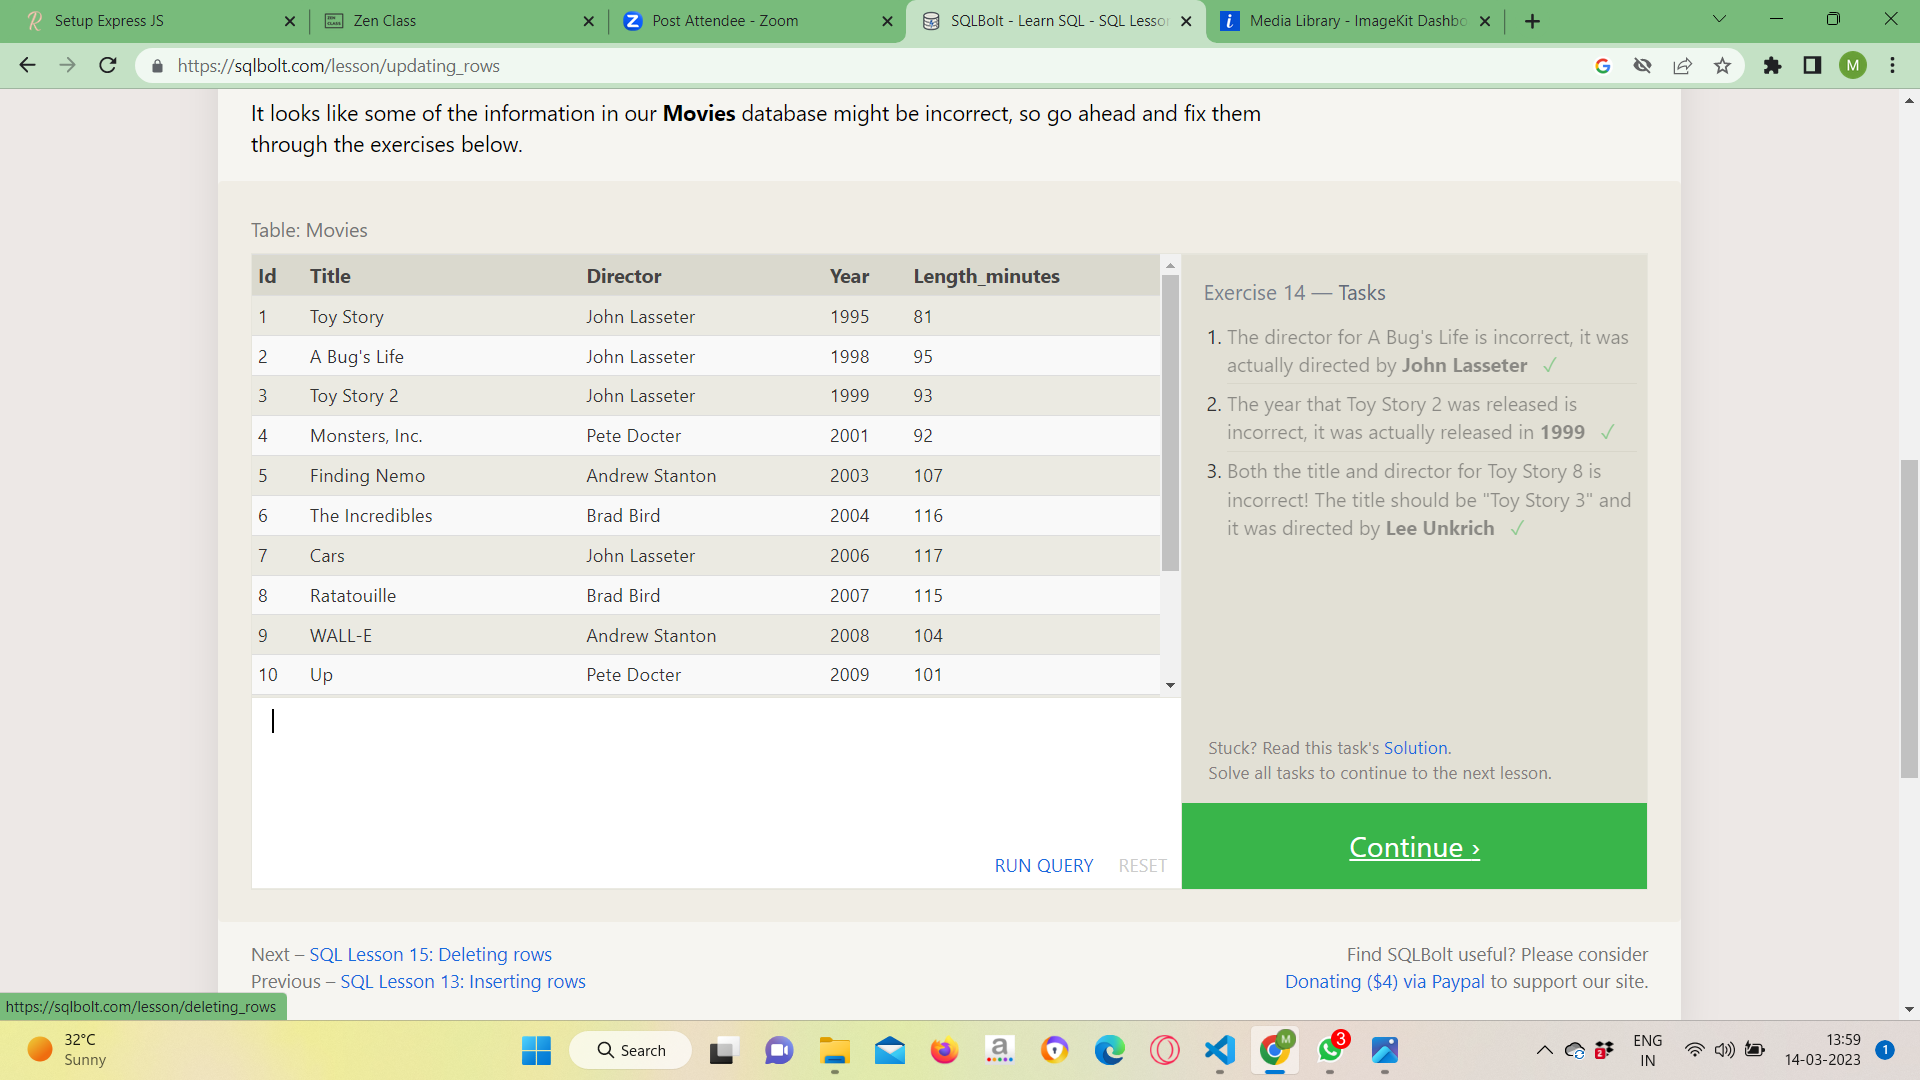 Setup Express JS
Zen Class
Post Attendee - Zoom
SQLBolt - Learn SQL - SQL Lesson
Media Library - ImageKit Dashbo
https://sqlbolt.com/lesson/updating_rows
M
It looks like some of the information in our Movies database might be incorrect, so go ahead and fix them
through the exercises below.
Table: Movies
Id Title Director Year Length_minutes
1 Toy Story John Lasseter 1995 81
2 A Bug's Life John Lasseter 1998 95
3 Toy Story 2 John Lasseter 1999 93
4 Monsters, Inc. Pete Docter 2001 92
5 Finding Nemo Andrew Stanton 2003 107
6 The Incredibles Brad Bird 2004 116
7 Cars John Lasseter 2006 117
8 Ratatouille Brad Bird 2007 115
9 WALL-E Andrew Stanton 2008 104
10 Up Pete Docter 2009 101
RUN QUERY RESET
Exercise 14 — Tasks
1. The director for A Bug's Life is incorrect, it was
actually directed by John Lasseter ✓
2. The year that Toy Story 2 was released is
incorrect, it was actually released in 1999 ✓
3. Both the title and director for Toy Story 8 is
incorrect! The title should be "Toy Story 3" and
it was directed by Lee Unkrich ✓
Stuck? Read this task's Solution.
Solve all tasks to continue to the next lesson.
Continue ›
Next – SQL Lesson 15: Deleting rows
Previous – SQL Lesson 13: Inserting rows
Find SQLBolt useful? Please consider
Donating ($4) via Paypal to support our site.
https://sqlbolt.com/lesson/deleting_rows
32°C
Sunny
Search
a
M
3
2
ENG
IN
13:59
14-03-2023
1